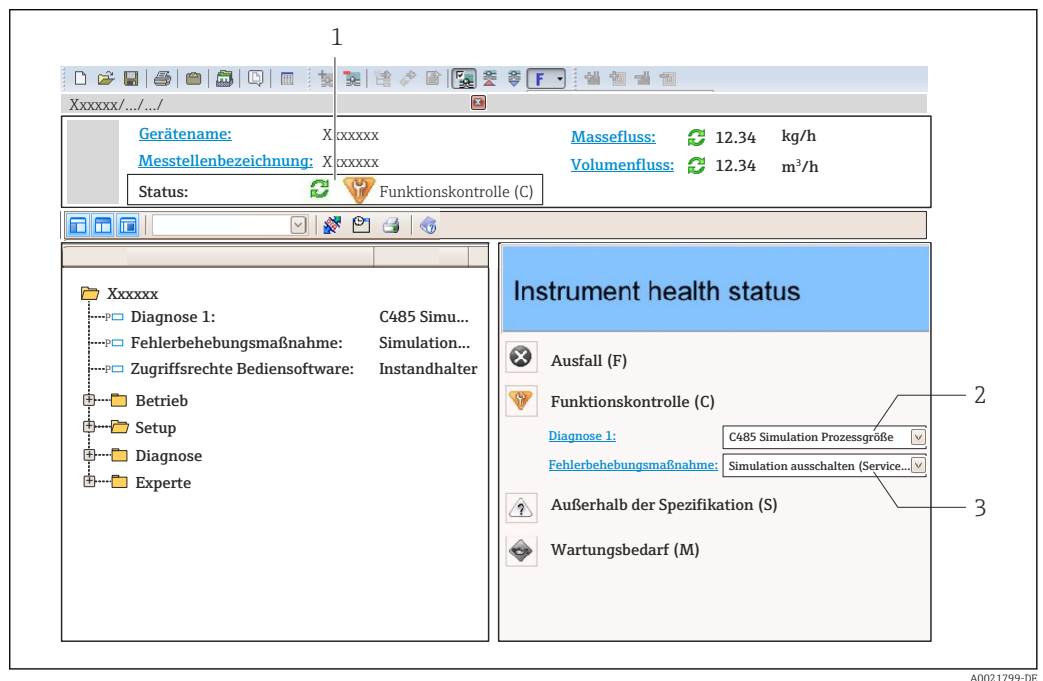 1
F
Xxxxxx/.../.../
Gerätename: Xxxxxxx
Massefluss: 12.34 kg/h
Messstellenbezeichnung: Xxxxxxx
Volumenfluss: 12.34 m³/h
Status: Funktionskontrolle (C)
Xxxxxx
Diagnose 1: C485 Simu...
Fehlerbehebungsmaßnahme: Simulation...
Zugriffsrechte Bediensoftware: Instandhalter
Betrieb
Setup
Diagnose
Experte
Instrument health status
Ausfall (F)
Funktionskontrolle (C)
2
Diagnose 1: C485 Simulation Prozessgröße
Fehlerbehebungsmaßnahme: Simulation ausschalten (Service...
Außerhalb der Spezifikation (S)
3
Wartungsbedarf (M)
A0021799-DE